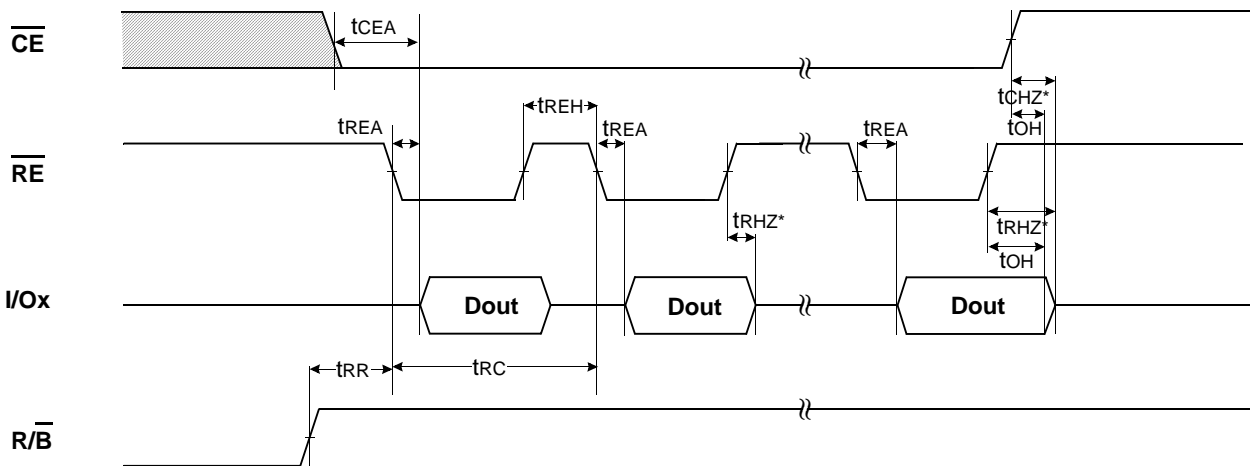 CE
tCEA
tCHZ*
tOH
tREA
tREH
tREA
tREA
RE
tRHZ*
tRHZ*
tOH
I/Ox
Dout
Dout
Dout
tRR
tRC
R/B